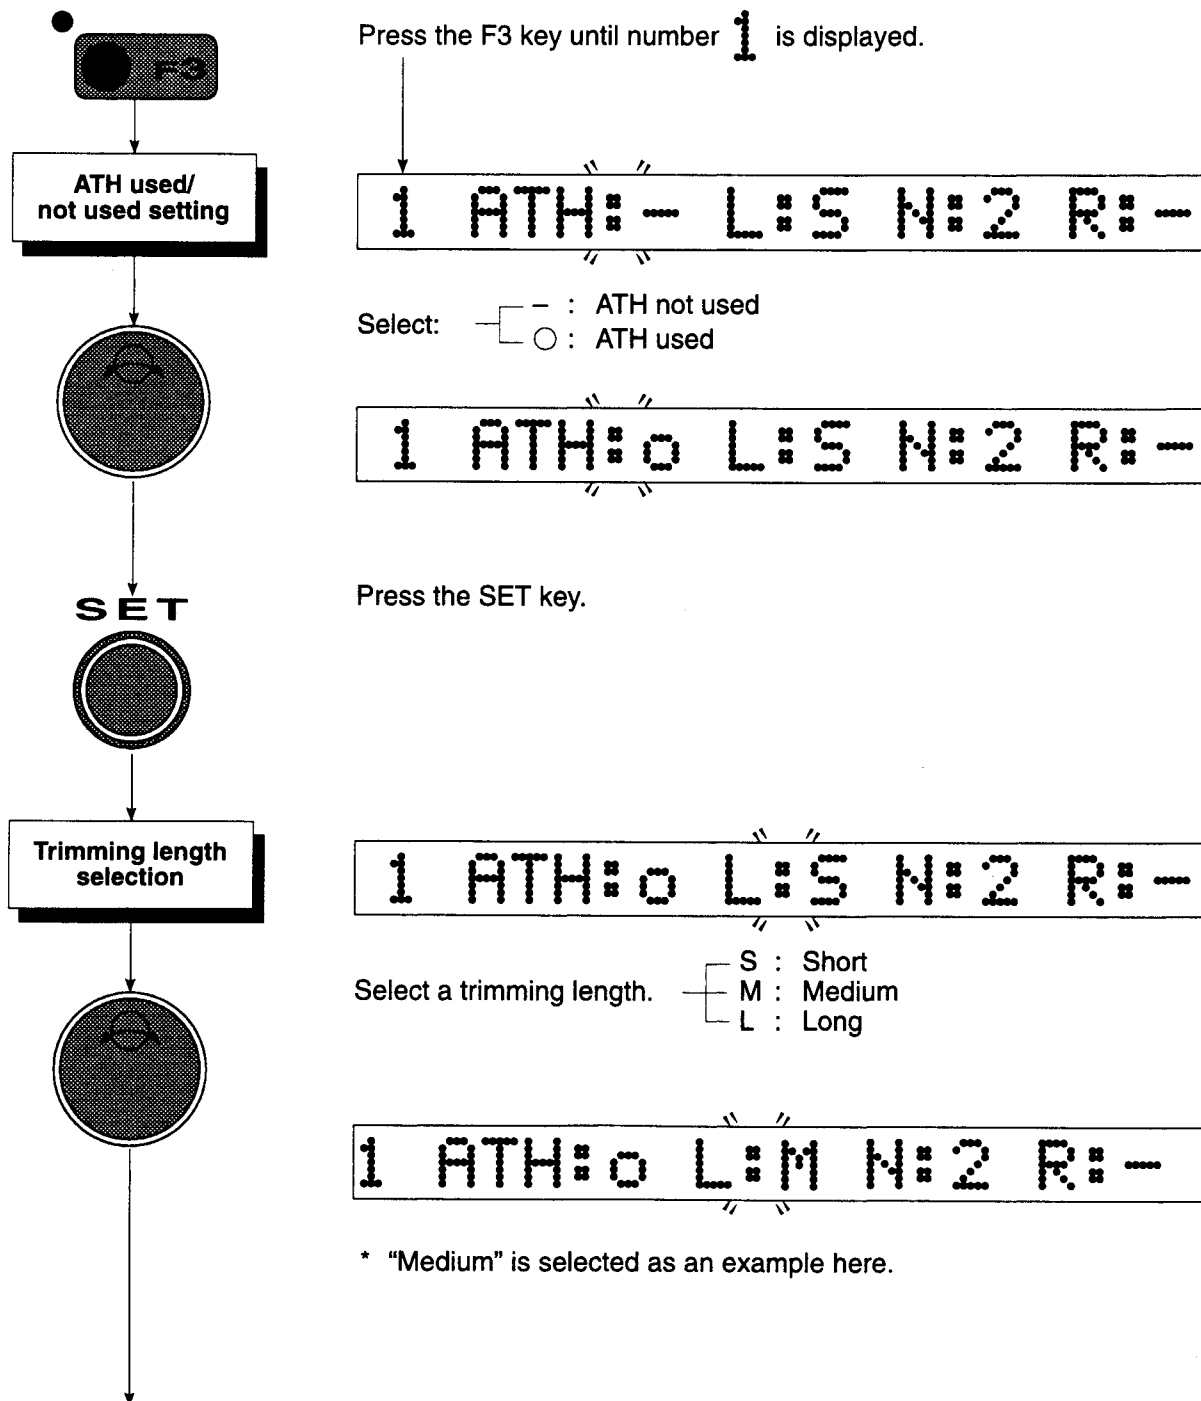 F3
Press the F3 key until number 1 is displayed.
ATH used/
not used setting
1 ATH:- L:S N:2 R:-
Select:
- : ATH not used
○ : ATH used
1 ATH:o L:S N:2 R:-
SET
Press the SET key.
Trimming length
selection
1 ATH:o L:S N:2 R:-
Select a trimming length.
S : Short
M : Medium
L : Long
1 ATH:o L:M N:2 R:-
* “Medium” is selected as an example here.